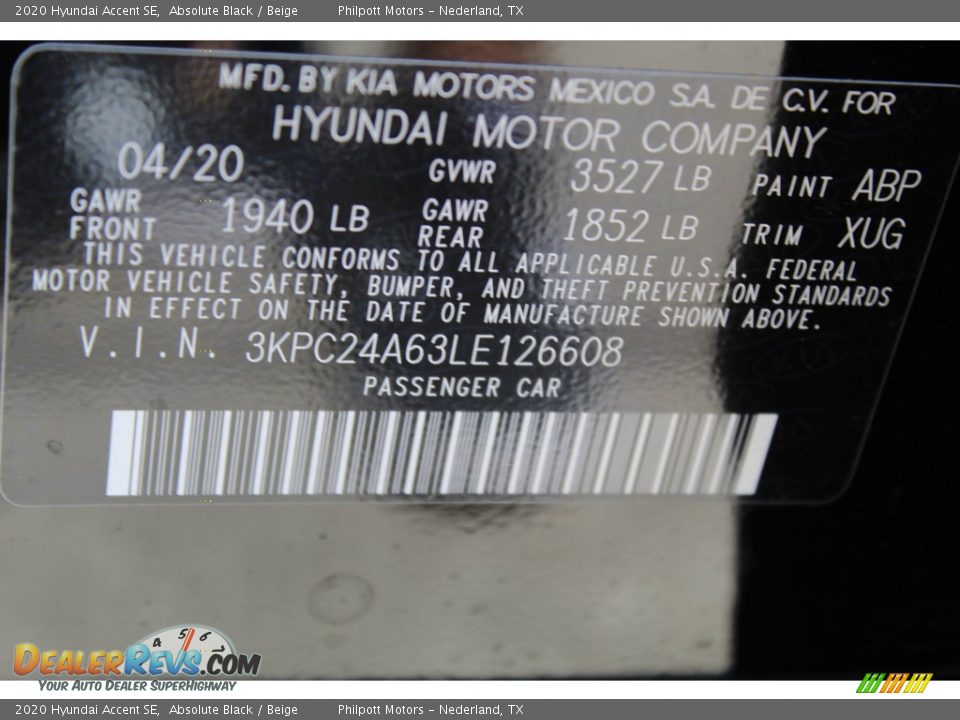 2020 Hyundai Accent SE, Absolute Black / Beige Philpott Motors - Nederland, TX
MFD. BY KIA MOTORS MEXICO S.A. DE C.V. FOR
HYUNDAI MOTOR COMPANY
04/20 GVWR 3527 LB PAINT ABP
GAWR FRONT 1940 LB GAWR REAR 1852 LB TRIM XUG
THIS VEHICLE CONFORMS TO ALL APPLICABLE U.S.A. FEDERAL
MOTOR VEHICLE SAFETY, BUMPER, AND THEFT PREVENTION STANDARDS
IN EFFECT ON THE DATE OF MANUFACTURE SHOWN ABOVE.
V.I.N. 3KPC24A63LE126608
PASSENGER CAR
4 5 6
DEALERREVS.COM
YOUR AUTO DEALER SUPERHIGHWAY
2020 Hyundai Accent SE, Absolute Black / Beige Philpott Motors - Nederland, TX